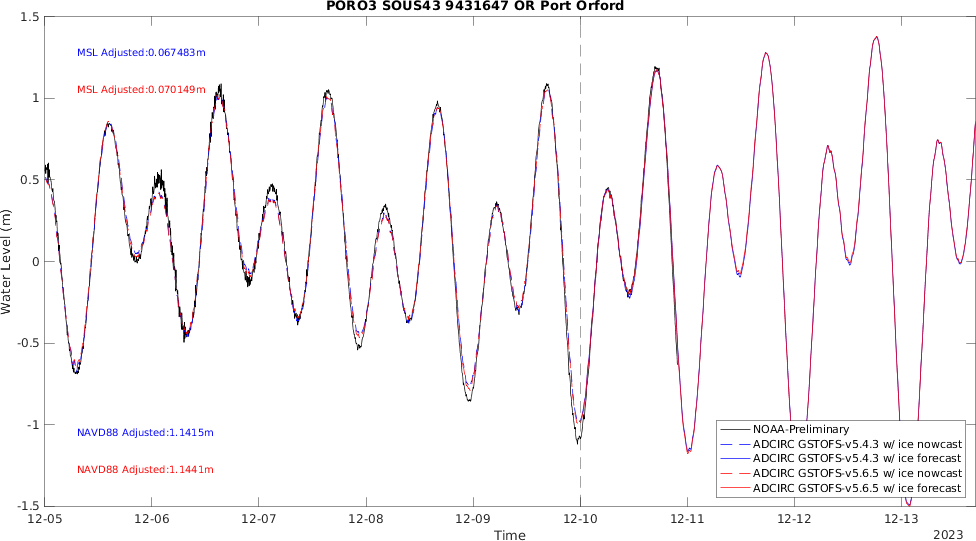 PORO3 SOUS43 9431647 OR Port Orford
MSL Adjusted:0.067483m
MSL Adjusted:0.070149m
NAVD88 Adjusted:1.1415m
NAVD88 Adjusted:1.1441m
Water Level (m)
1.5
1
0.5
0
-0.5
-1
-1.5
NOAA-Preliminary
ADCIRC GSTOFS-v5.4.3 w/ ice nowcast
ADCIRC GSTOFS-v5.4.3 w/ ice forecast
ADCIRC GSTOFS-v5.6.5 w/ ice nowcast
ADCIRC GSTOFS-v5.6.5 w/ ice forecast
12-05 12-06 12-07 12-08 12-09 12-10 12-11 12-12 12-13
Time
2023